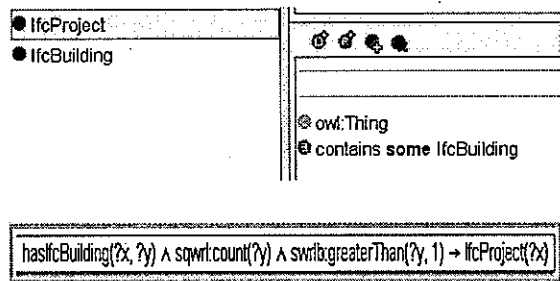 IfcProject
IfcBuilding
owl:Thing
contains some IfcBuilding
hasIfcBuilding(?x, ?y) ∧ sqwrl:count(?y) ∧ swrlb:greaterThan(?y, 1) → IfcProject(?x)